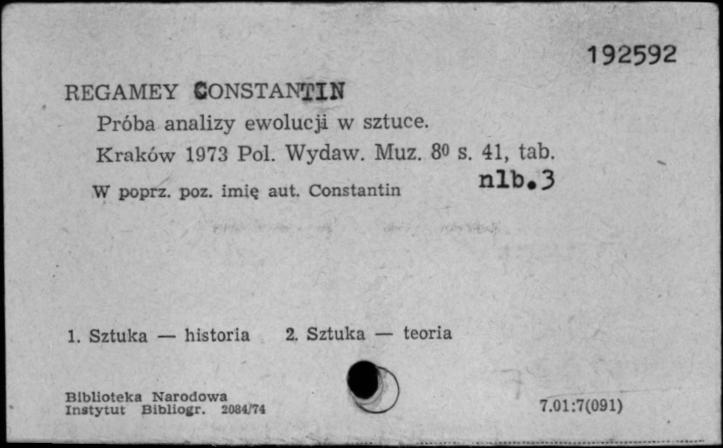 192592
REGAMEY CONSTANTIN
Próba analizy ewolucji w sztuce.
Kraków 1973 Pol. Wydaw. Muz. 8⁰ s. 41, tab.
nlb.3
W poprz. poz. imię aut. Constantin
1. Sztuka — historia 2. Sztuka — teoria
Biblioteka Narodowa
Instytut Bibliogr. 2084/74
7.01:7(091)